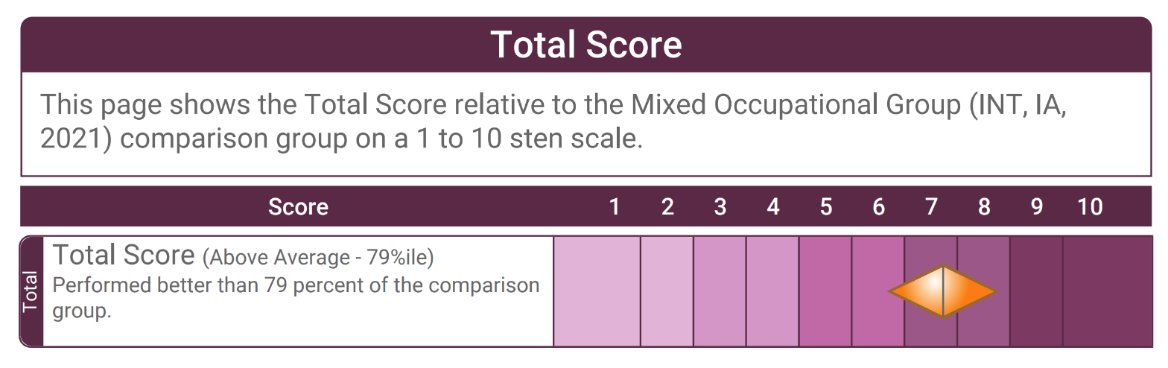 Total Score
This page shows the Total Score relative to the Mixed Occupational Group (INT, IA,
2021) comparison group on a 1 to 10 sten scale.
Score 1 2 3 4 5 6 7 8 9 10
Total
Total Score (Above Average - 79%ile)
Performed better than 79 percent of the comparison
group.